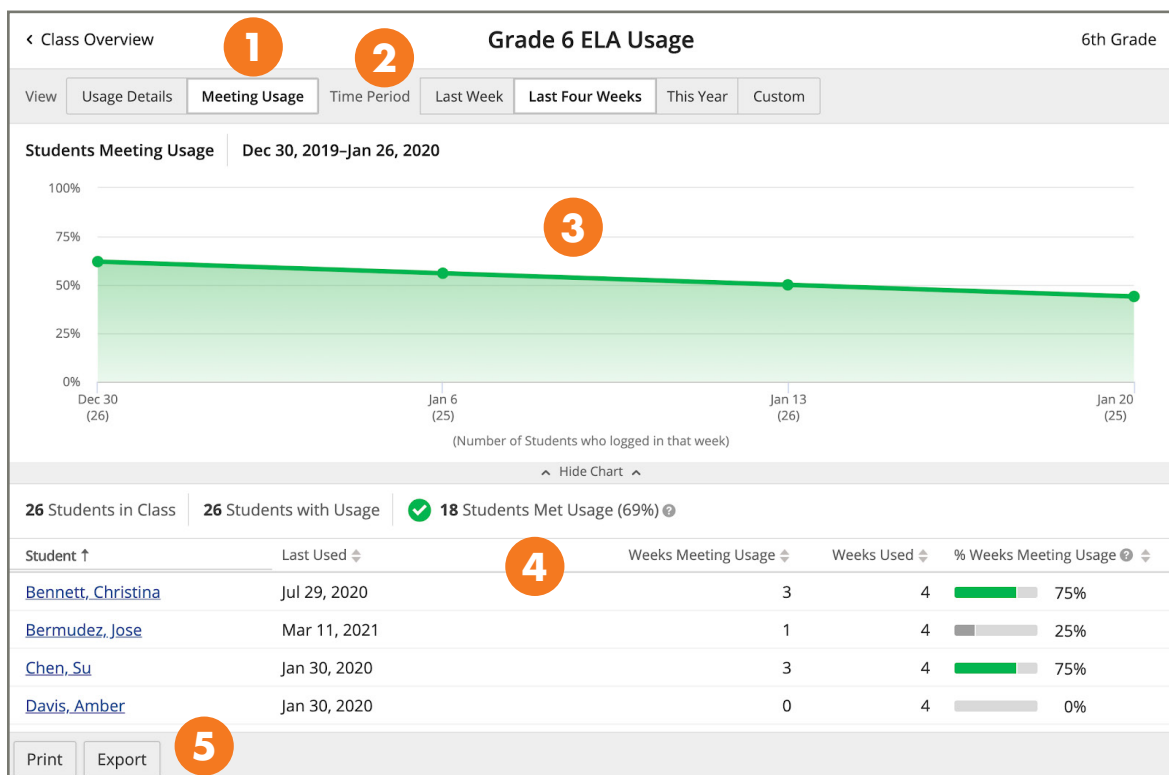 ‹ Class Overview
1
Grade 6 ELA Usage
6th Grade
2
View Usage Details Meeting Usage Time Period Last Week Last Four Weeks This Year Custom
Students Meeting Usage Dec 30, 2019–Jan 26, 2020
100%
75%
3
50%
25%
0%
Dec 30 Jan 6 Jan 13 Jan 20
(26) (25) (26) (25)
(Number of Students who logged in that week)
Hide Chart
26 Students in Class 26 Students with Usage 18 Students Met Usage (69%) ?
Student ↑ Last Used 4 Weeks Meeting Usage Weeks Used % Weeks Meeting Usage ?
Bennett, Christina Jul 29, 2020 3 4 75%
Bermudez, Jose Mar 11, 2021 1 4 25%
Chen, Su Jan 30, 2020 3 4 75%
Davis, Amber Jan 30, 2020 0 4 0%
Print Export 5